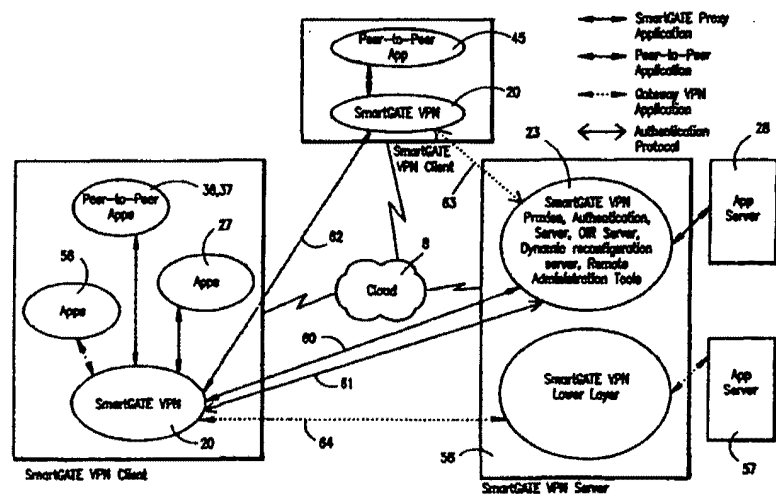 Peer-to-Peer
App
45
SmartGATE VPN
20
SmartGATE
VPN Client
63
SmartGATE Proxy
Application
Peer-to-Peer
Application
Gateway VPN
Application
Authentication
Protocol
Peer-to-Peer
Apps
36,37
27
58
Apps
Apps
SmartGATE VPN
20
SmartGATE VPN Client
62
8
Cloud
60
61
64
23
SmartGATE VPN
Proxies, Authentication,
Server, OIR Server,
Dynamic reconfigration
server, Remote
Administration Tools
SmartGATE VPN
Lower Layer
56
SmartGATE VPN Server
28
App
Server
App
Server
57